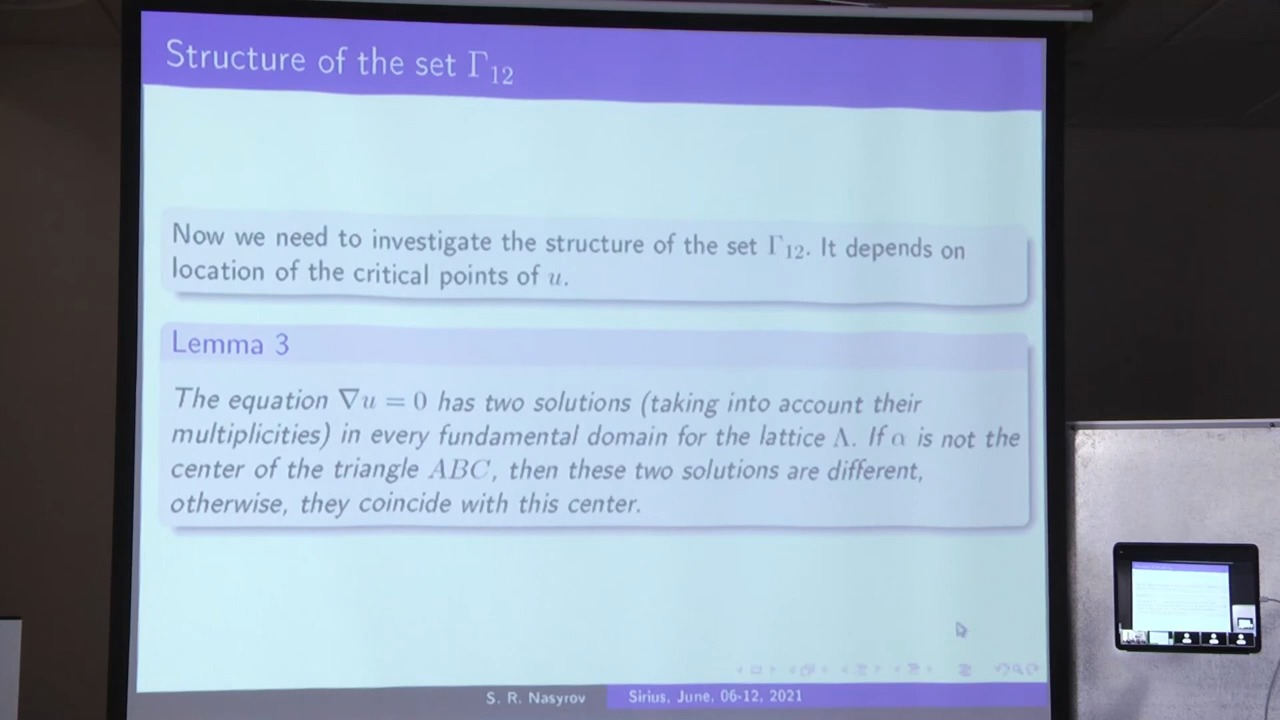 Structure of the set Γ₁₂
Now we need to investigate the structure of the set Γ₁₂. It depends on
location of the critical points of u.
Lemma 3
The equation ∇u = 0 has two solutions (taking into account their
multiplicities) in every fundamental domain for the lattice Λ. If α is not the
center of the triangle ABC, then these two solutions are different,
otherwise, they coincide with this center.
S. R. Nasyrov
Sirius, June, 06-12, 2021